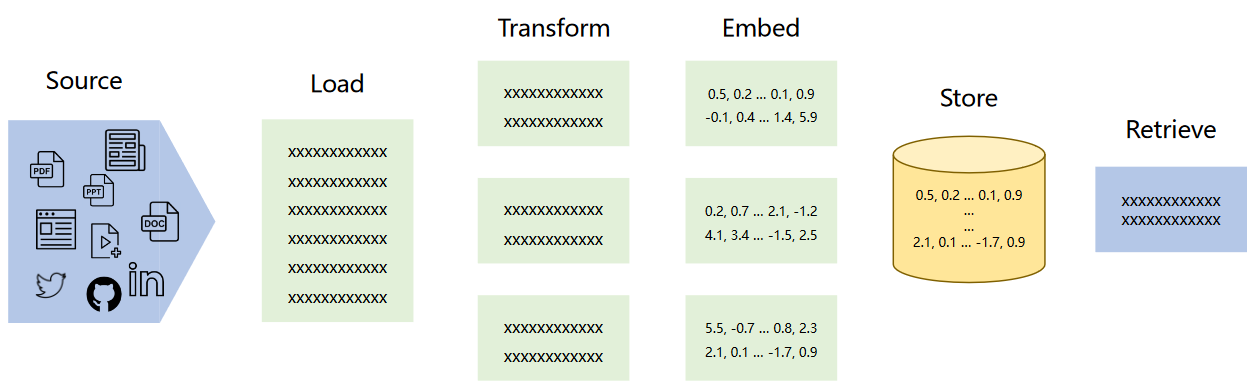 Source
PDF
PPT
DOC
in
Load
xxxxxxxxxxxx
xxxxxxxxxxxx
xxxxxxxxxxxx
xxxxxxxxxxxx
xxxxxxxxxxxx
xxxxxxxxxxxx
Transform
xxxxxxxxxxxx
xxxxxxxxxxxx
xxxxxxxxxxxx
xxxxxxxxxxxx
xxxxxxxxxxxx
xxxxxxxxxxxx
Embed
0.5, 0.2 ... 0.1, 0.9
-0.1, 0.4 ... 1.4, 5.9
0.2, 0.7 ... 2.1, -1.2
4.1, 3.4 ... -1.5, 2.5
5.5, -0.7 ... 0.8, 2.3
2.1, 0.1 ... -1.7, 0.9
Store
0.5, 0.2 ... 0.1, 0.9
...
...
2.1, 0.1 ... -1.7, 0.9
Retrieve
xxxxxxxxxxxx
xxxxxxxxxxxx